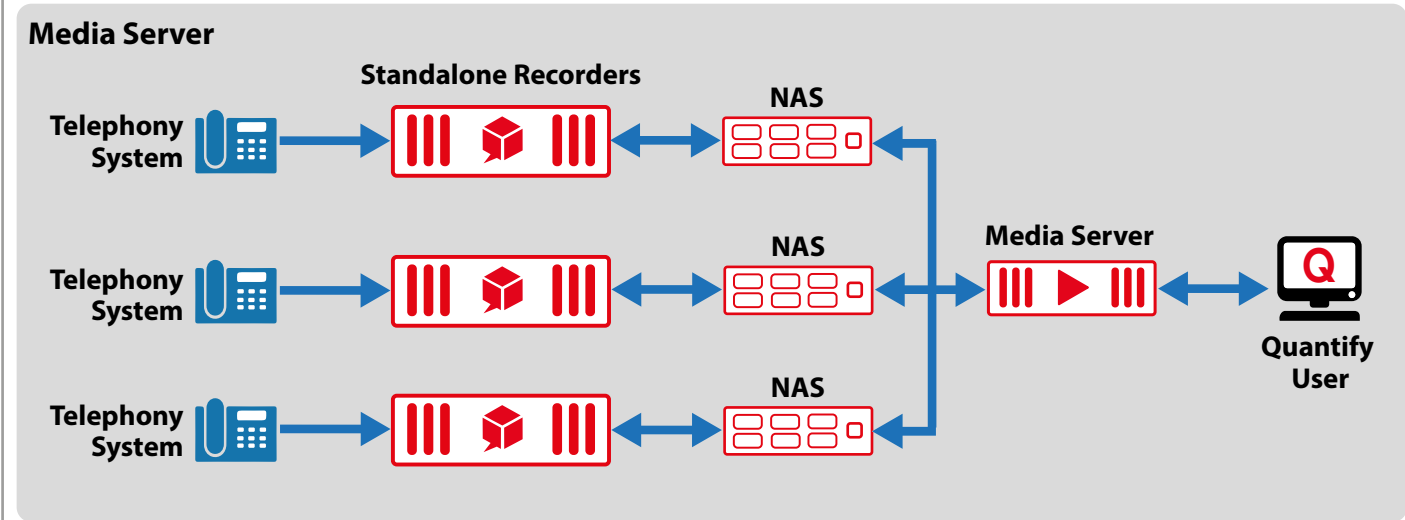 Media Server
Standalone Recorders
NAS
Telephony
System
NAS
Media Server
Telephony
System
Q
Quantify
User
NAS
Telephony
System